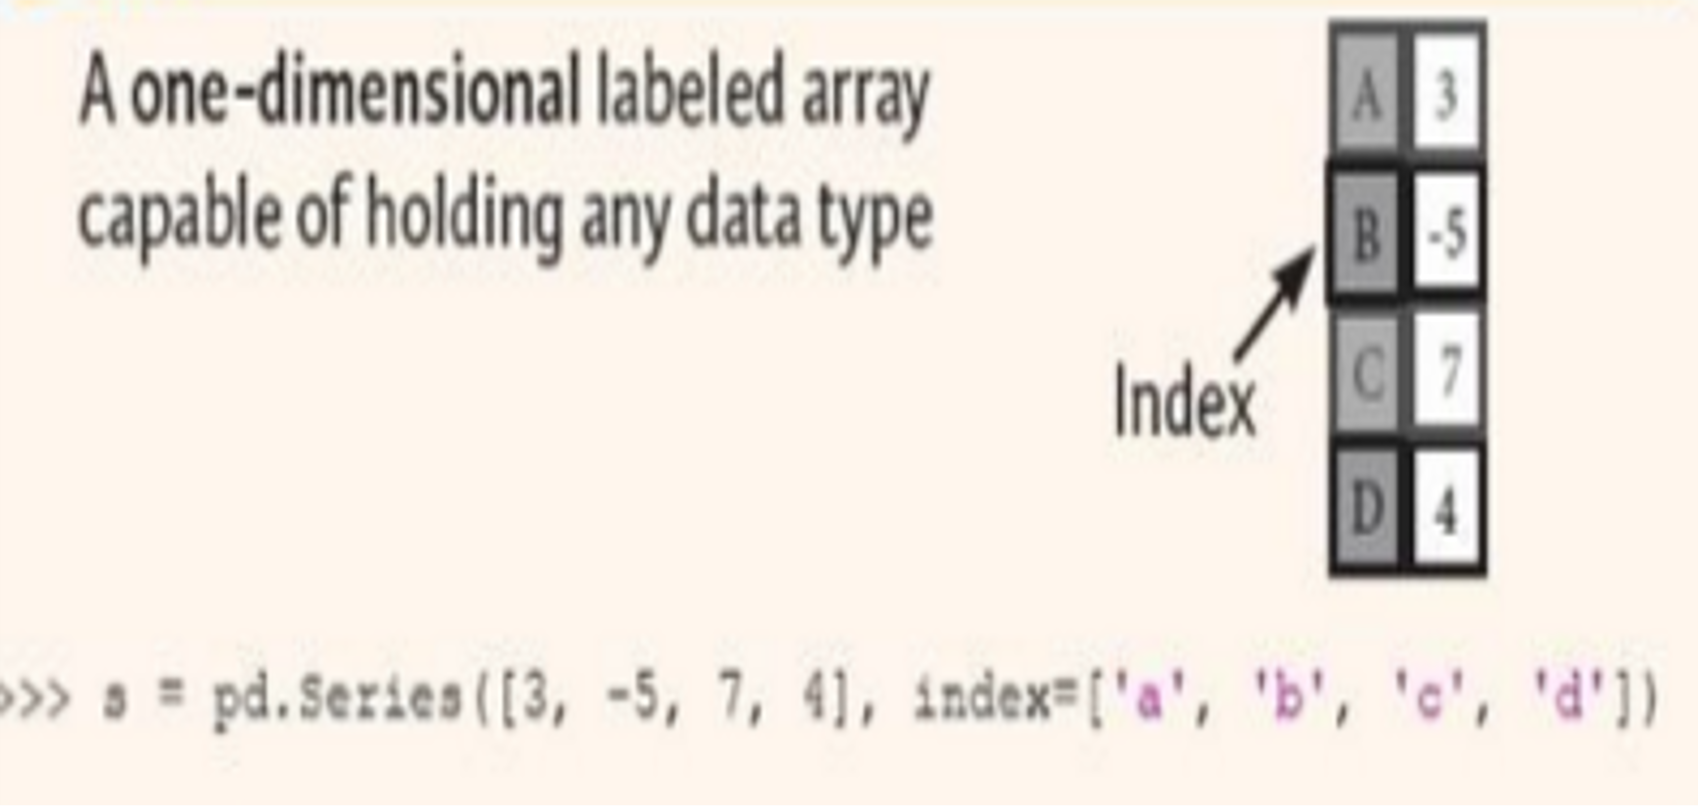 A one-dimensional labeled array
capable of holding any data type
A 3
B -5
Index
C 7
D 4
>>> s = pd.Series([3, -5, 7, 4], index=['a', 'b', 'c', 'd'])